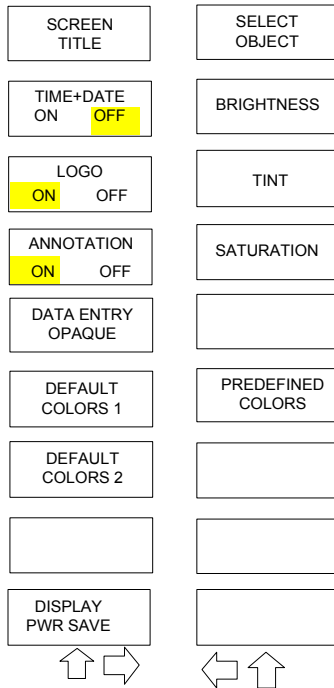 SCREEN
TITLE
TIME+DATE
ON OFF
LOGO
ON OFF
ANNOTATION
ON OFF
DATA ENTRY
OPAQUE
DEFAULT
COLORS 1
DEFAULT
COLORS 2
DISPLAY
PWR SAVE
SELECT
OBJECT
BRIGHTNESS
TINT
SATURATION
PREDEFINED
COLORS